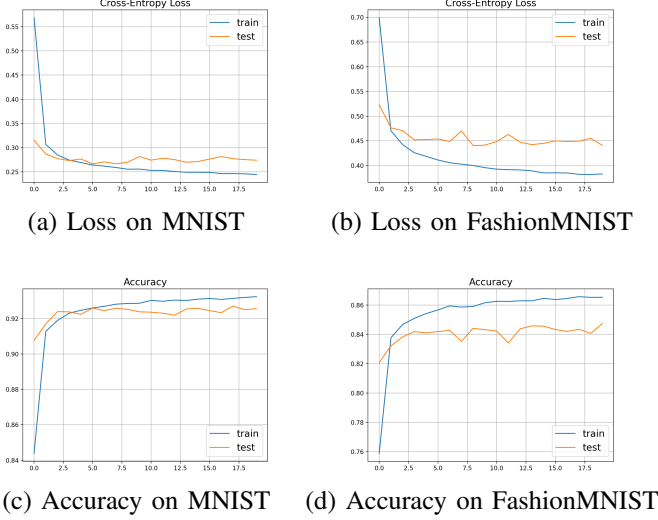 Cross-Entropy Loss
train
test
0.55
0.50
0.45
0.40
0.35
0.30
0.25
0.0 2.5 5.0 7.5 10.0 12.5 15.0 17.5
(a) Loss on MNIST
Cross-Entropy Loss
train
test
0.70
0.65
0.60
0.55
0.50
0.45
0.40
0.0 2.5 5.0 7.5 10.0 12.5 15.0 17.5
(b) Loss on FashionMNIST
Accuracy
0.92
0.90
0.88
0.86
0.84
train
test
0.0 2.5 5.0 7.5 10.0 12.5 15.0 17.5
(c) Accuracy on MNIST
Accuracy
0.86
0.84
0.82
0.80
0.78
0.76
train
test
0.0 2.5 5.0 7.5 10.0 12.5 15.0 17.5
(d) Accuracy on FashionMNIST